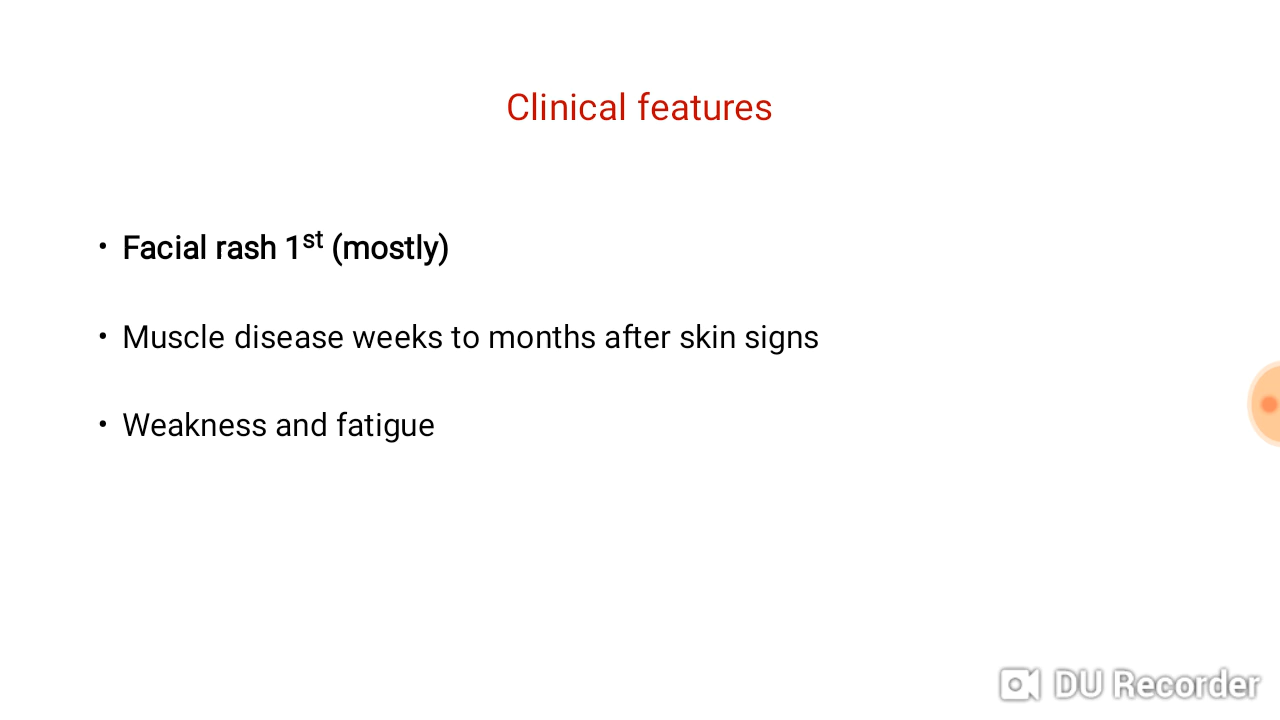 Clinical features
• Facial rash 1st (mostly)
• Muscle disease weeks to months after skin signs
• Weakness and fatigue
DU Recorder